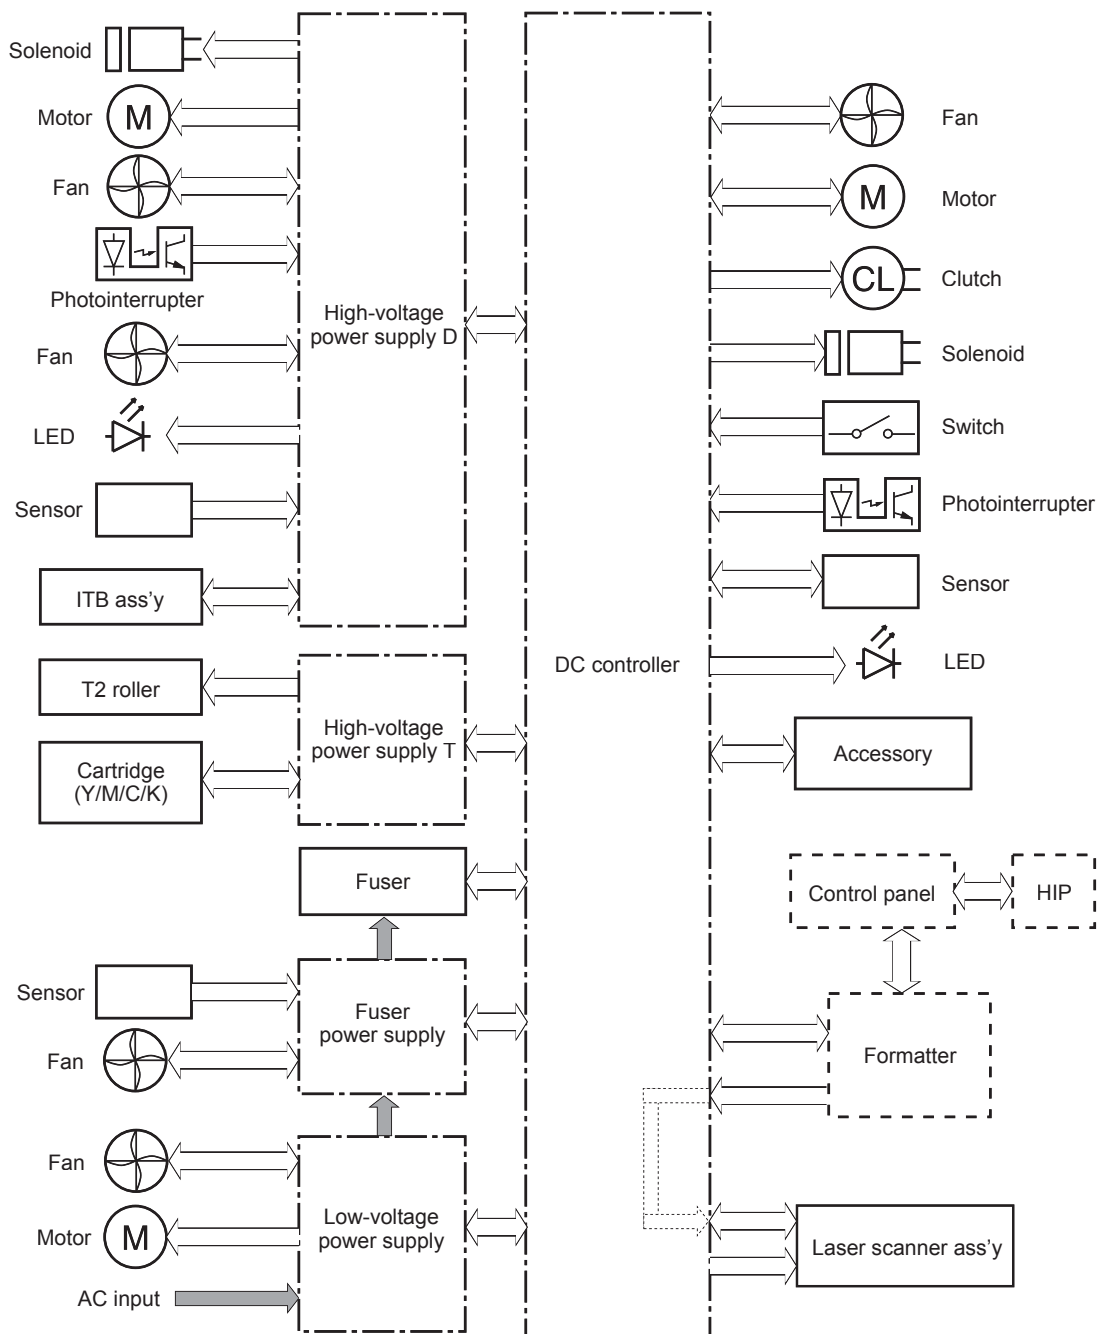 Solenoid
Motor
M
Fan
Photointerrupter
Fan
LED
Sensor
ITB ass'y
High-voltage
power supply D
T2 roller
Cartridge
(Y/M/C/K)
High-voltage
power supply T
Fuser
Sensor
Fan
Fuser
power supply
Fan
Motor
M
AC input
Low-voltage
power supply
DC controller
Fan
M
Motor
CL
Clutch
Solenoid
Switch
Photointerrupter
Sensor
LED
Accessory
Control panel
HIP
Formatter
Laser scanner ass'y